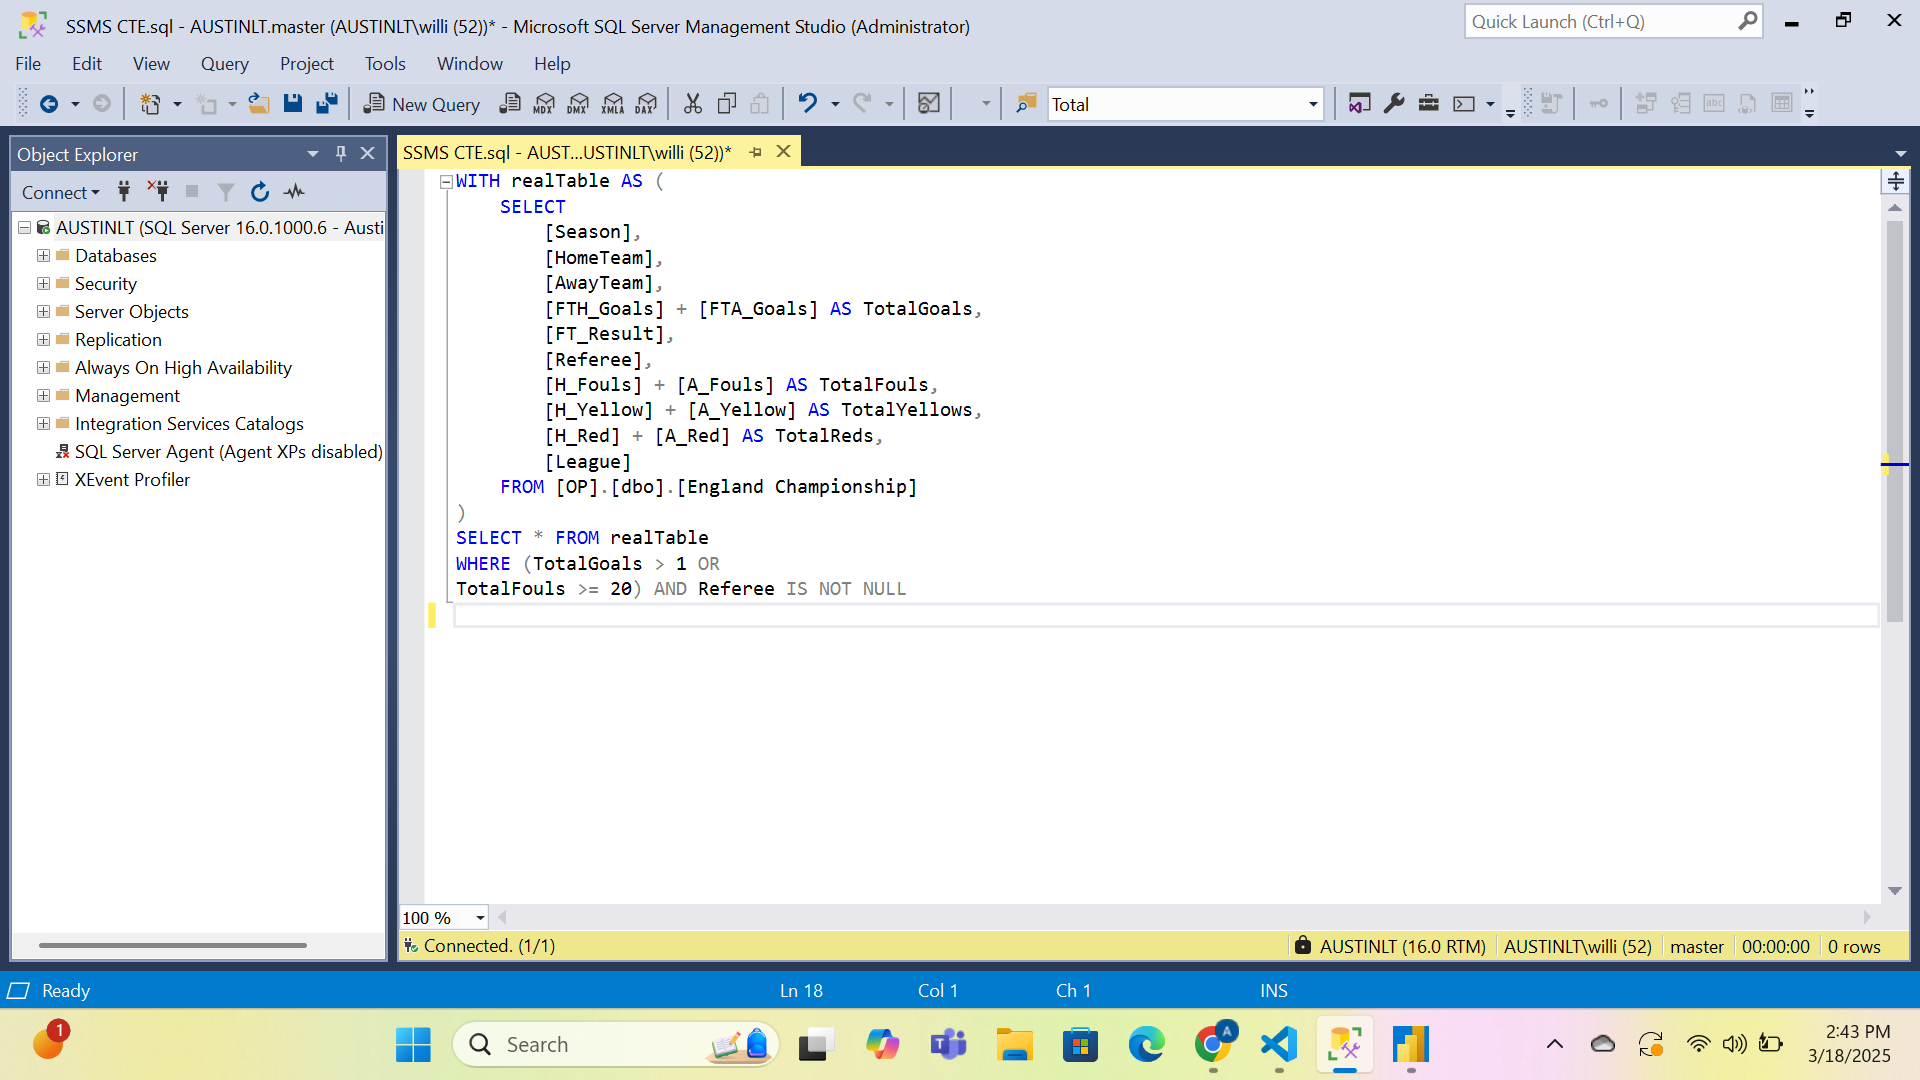 SSMS CTE.sql - AUSTINLT.master (AUSTINLT\willi (52))* - Microsoft SQL Server Management Studio (Administrator)
Quick Launch (Ctrl+Q)
File Edit View Query Project Tools Window Help
New Query MDX DMX XMLA DAX Total abc
Object Explorer
Connect
AUSTINLT (SQL Server 16.0.1000.6 - Austi
Databases
Security
Server Objects
Replication
Always On High Availability
Management
Integration Services Catalogs
SQL Server Agent (Agent XPs disabled)
XEvent Profiler
SSMS CTE.sql - AUST...USTINLT\willi (52))*
WITH realTable AS (
SELECT
[Season],
[HomeTeam],
[AwayTeam],
[FTH_Goals] + [FTA_Goals] AS TotalGoals,
[FT_Result],
[Referee],
[H_Fouls] + [A_Fouls] AS TotalFouls,
[H_Yellow] + [A_Yellow] AS TotalYellows,
[H_Red] + [A_Red] AS TotalReds,
[League]
FROM [OP].[dbo].[England Championship]
)
SELECT * FROM realTable
WHERE (TotalGoals > 1 OR
TotalFouls >= 20) AND Referee IS NOT NULL
100 %
Connected. (1/1)
AUSTINLT (16.0 RTM) AUSTINLT\willi (52) master 00:00:00 0 rows
Ready Ln 18 Col 1 Ch 1 INS
1
Search
A
2:43 PM
3/18/2025